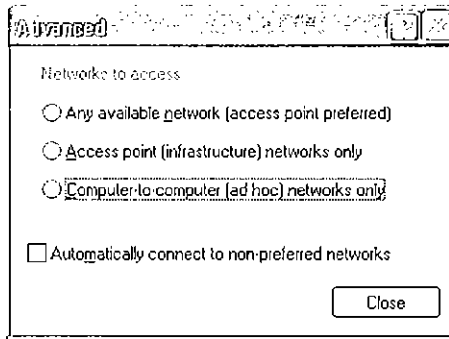 Advanced
Networks to access
Any available network (access point preferred)
Access point (infrastructure) networks only
Computer-to-computer (ad hoc) networks only
Automatically connect to non-preferred networks
Close